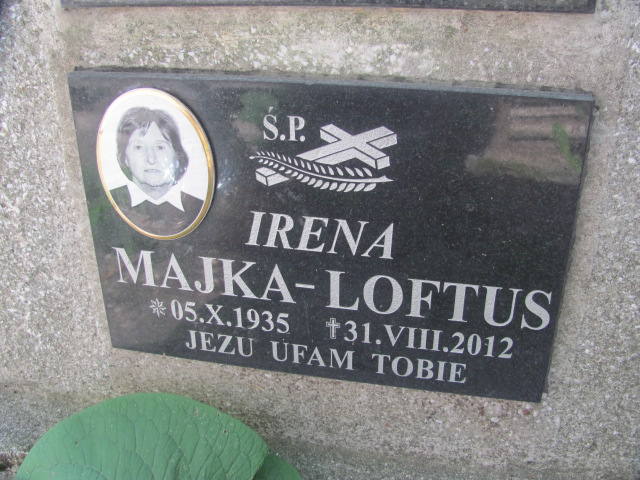 Ś.P.
IRENA
MAJKA-LOFTUS
05.X.1935 31.VIII.2012
JEZU UFAM TOBIE